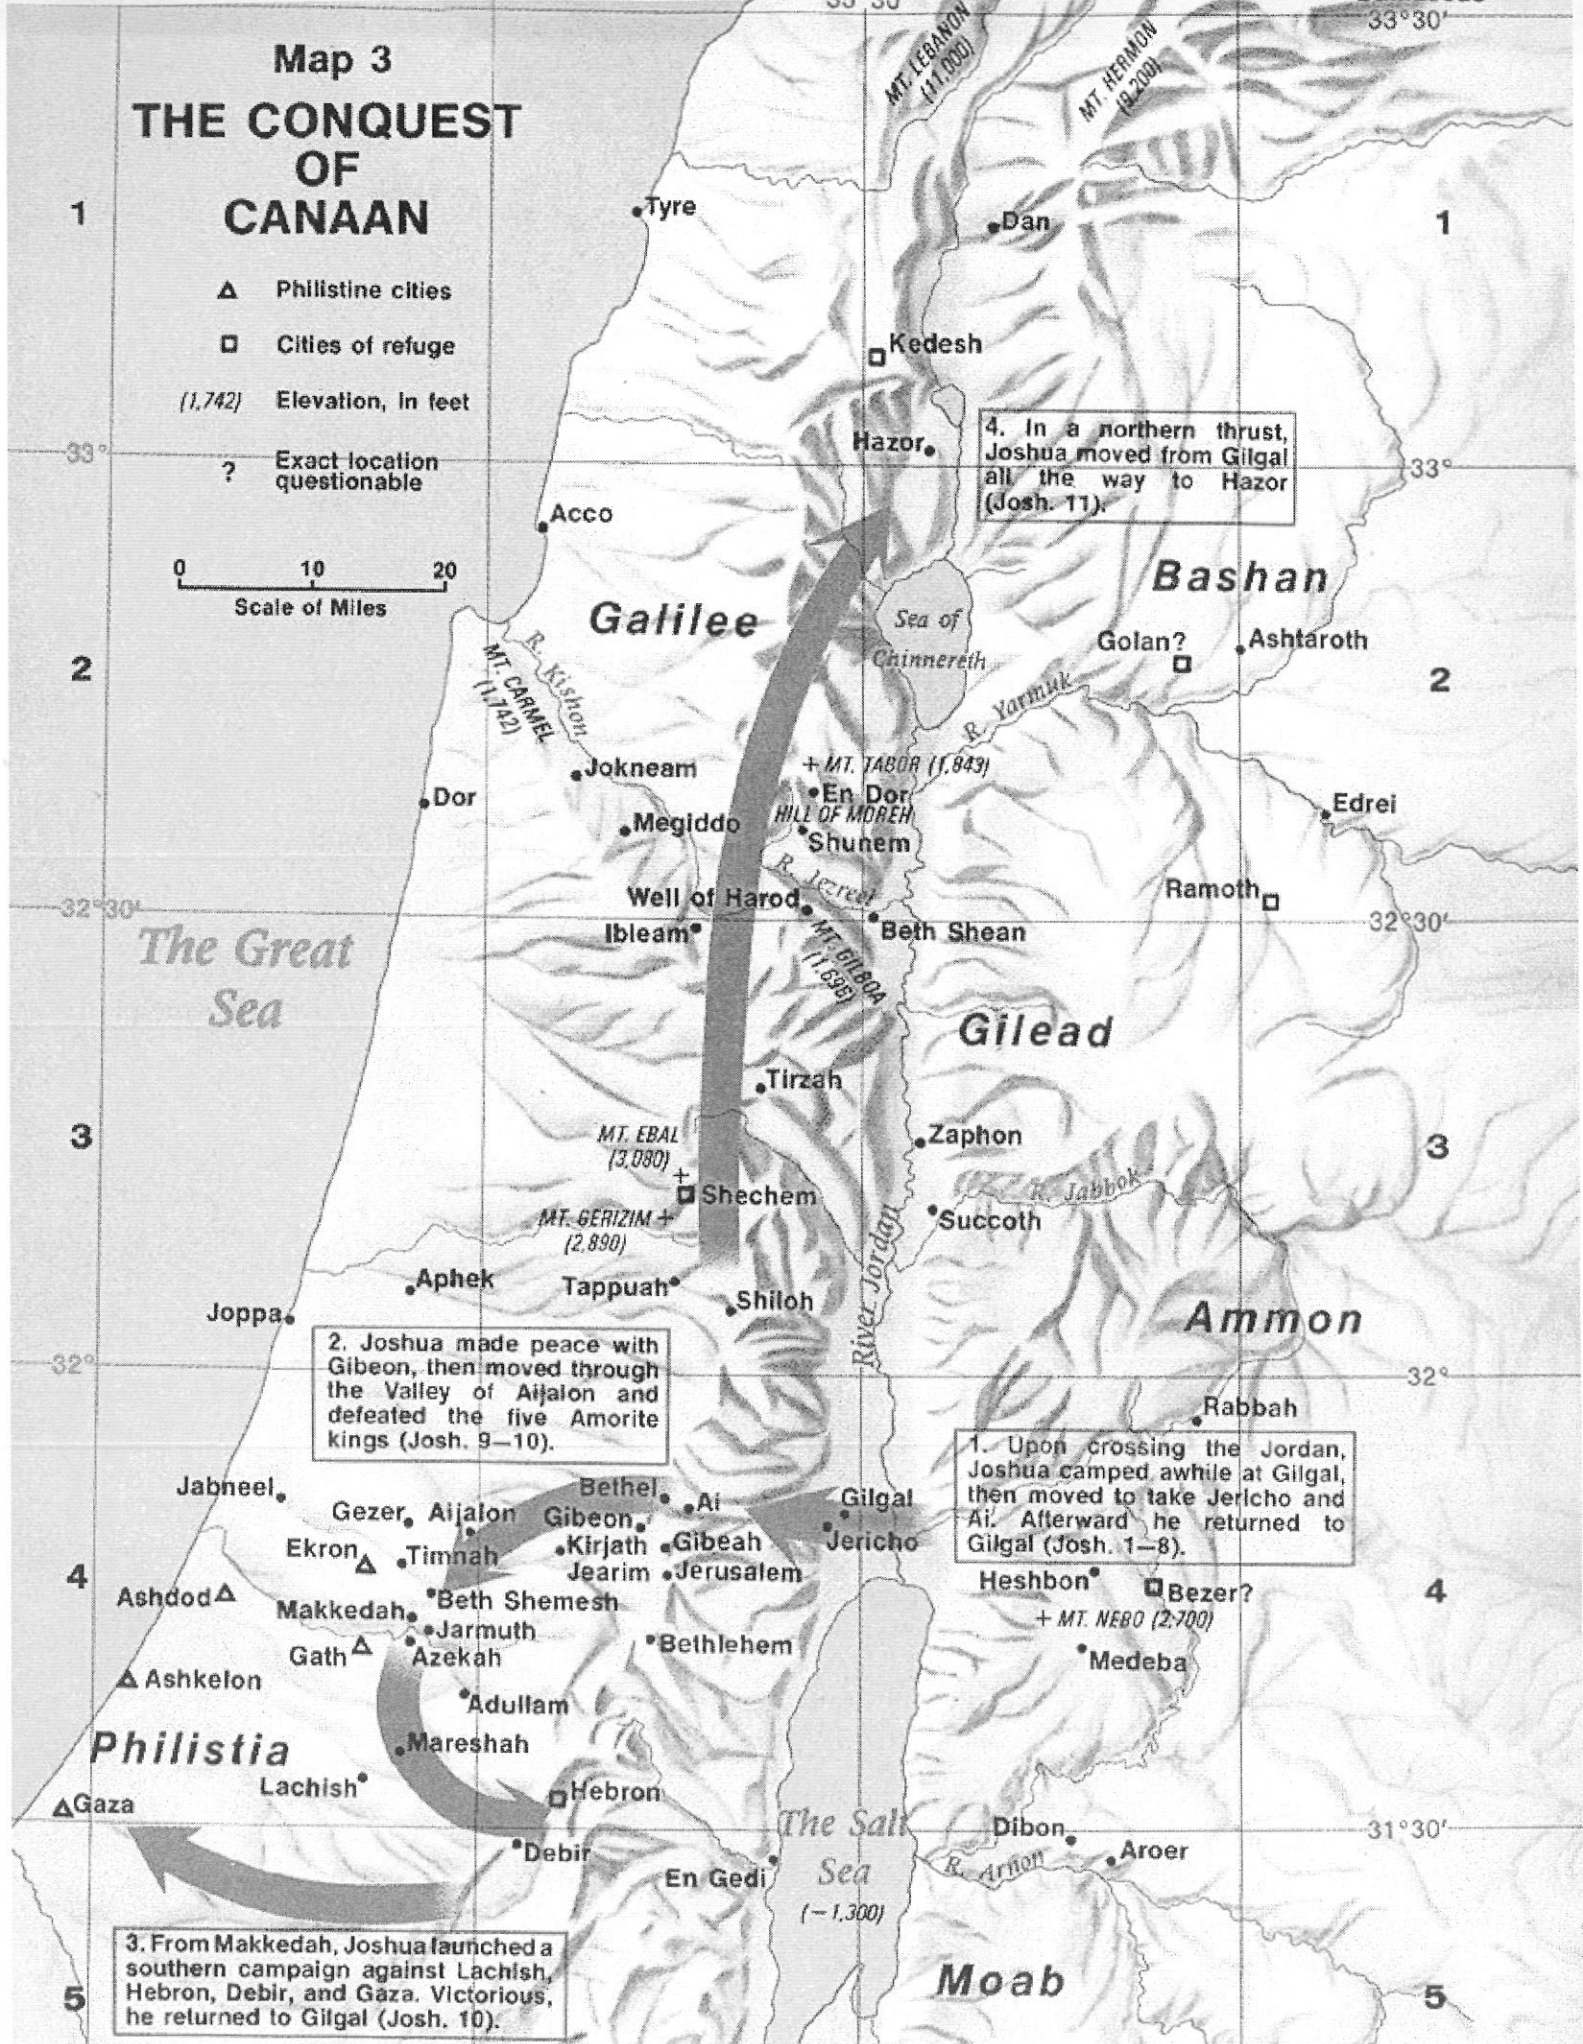 35°30'
33°30'
Map 3
THE CONQUEST
OF
CANAAN
MT. LEBANON
(11,000)
MT. HERMON
(9,200)
1
Tyre
Dan
1
Philistine cities
Cities of refuge
(1,742) Elevation, in feet
? Exact location
questionable
Kedesh
Hazor
4. In a northern thrust,
Joshua moved from Gilgal
all the way to Hazor
(Josh. 11).
33°
33°
Acco
0 10 20
Scale of Miles
Galilee
Bashan
Sea of
Chinnereth
Golan?
Ashtaroth
2
2
R. Kishon
MT. CARMEL
(1,742)
R. Yarmuk
Jokneam
+ MT. TABOR (1,843)
Dor
En Dor
HILL OF MOREH
Edrei
Megiddo
Shunem
R. Jezreel
Ramoth
Well of Harod
32°30'
32°30'
Ibleam
Beth Shean
MT. GILBOA
(1,696)
The Great
Sea
Gilead
Tirzah
3
MT. EBAL
(3,080)
+
Zaphon
3
Shechem
R. Jabbok
MT. GERIZIM +
(2,890)
Succoth
River Jordan
Aphek
Tappuah
Shiloh
Joppa
Ammon
2. Joshua made peace with
Gibeon, then moved through
the Valley of Aijalon and
defeated the five Amorite
kings (Josh. 9–10).
32°
32°
Rabbah
1. Upon crossing the Jordan,
Joshua camped awhile at Gilgal,
then moved to take Jericho and
Ai. Afterward he returned to
Gilgal (Josh. 1–8).
Jabneel
Bethel
Ai
Gilgal
Gezer
Aijalon
Gibeon
Jericho
Ekron
Timnah
Kirjath
Jearim
Gibeah
Jerusalem
4
Heshbon
Bezer?
4
Ashdod
Beth Shemesh
Makkedah
+ MT. NEBO (2,700)
Jarmuth
Gath
Azekah
Bethlehem
Medeba
Ashkelon
Adullam
Philistia
Mareshah
Lachish
Hebron
Gaza
The Salt
Sea
(–1,300)
Dibon
31°30'
Debir
En Gedi
R. Arnon
Aroer
3. From Makkedah, Joshua launched a
southern campaign against Lachish,
Hebron, Debir, and Gaza. Victorious,
he returned to Gilgal (Josh. 10).
Moab
5
5